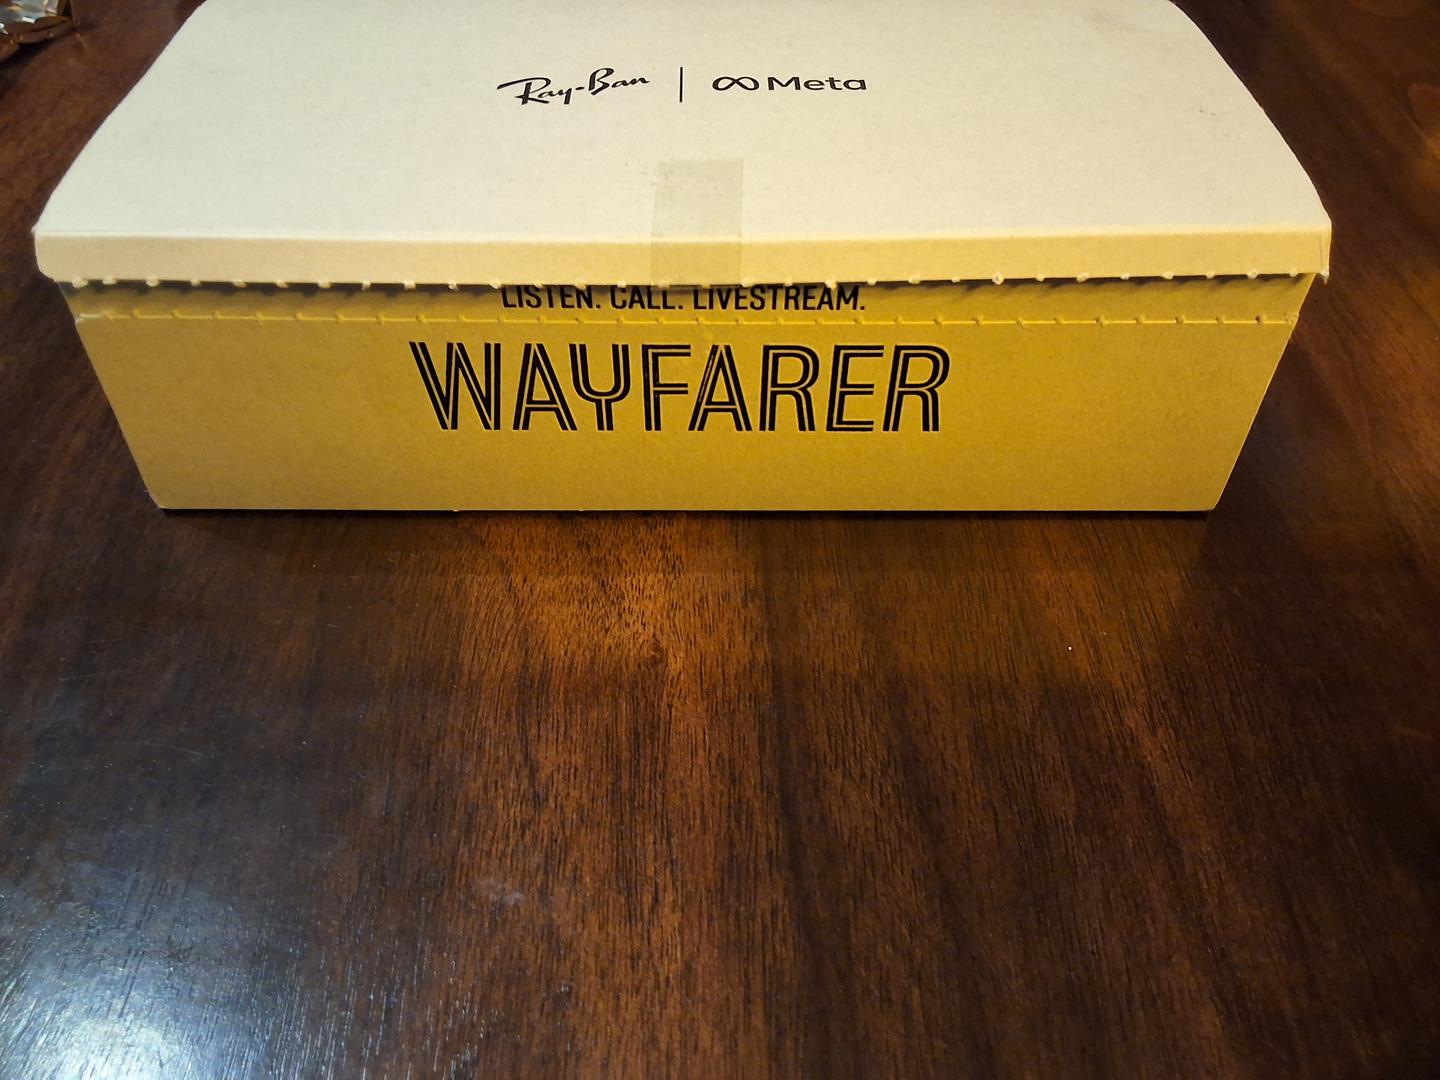 Ray-Ban | Meta
LISTEN. CALL. LIVESTREAM.
WAYFARER